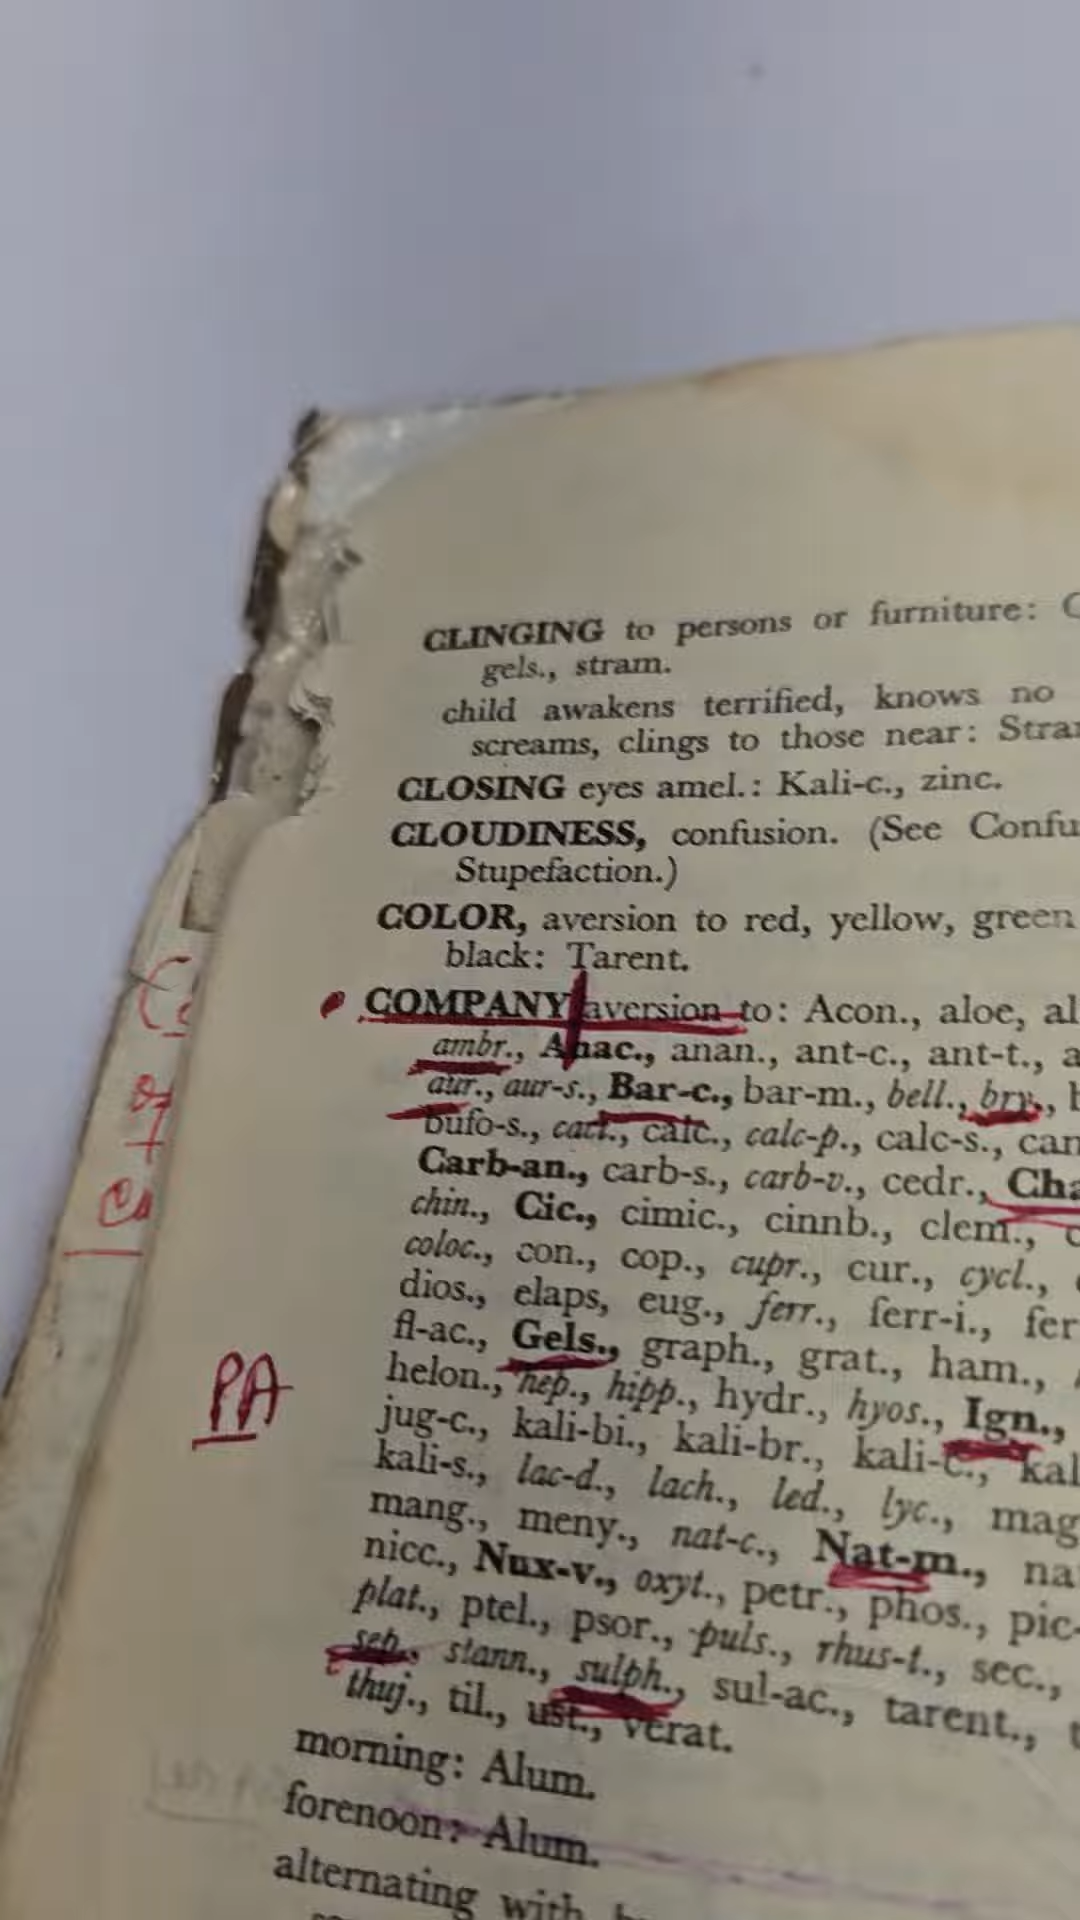 CLINGING to persons or furniture:
gels., stram.
child awakens terrified, knows no
screams, clings to those near:
CLOSING eyes amel.: Kali-c., zinc.
CLOUDINESS, confusion. (See
Stupefaction.)
COLOR, aversion to red, yellow, green
black: Tarent.
COMPANY aversion to: Acon., aloe,
ambr., Anac., anan., ant-c., ant-t.,
aur., aur-s., Bar-c., bar-m., bell., bry.,
bufo-s., cact., calc., calc-p., calc-s.,
Carb-an., carb-s., carb-v., cedr.,
chin., Cic., cimic., cinnb., clem.,
coloc., con., cop., cupr., cur., cycl.,
dios., elaps, eug., ferr., ferr-i.,
fl-ac., Gels., graph., grat., ham.,
PA
helon., hep., hipp., hydr., hyos., Ign.,
jug-c., kali-bi., kali-br., kali-c.,
kali-s., lac-d., lach., led., lyc.,
mang., meny., nat-c., Nat-m.,
nicc., Nux-v., oxyt., petr., phos.,
plat., ptel., psor., puls., rhus-t., sec.,
sep., stann., sulph., sul-ac., tarent.,
thuj., til., ust., verat.
morning: Alum.
forenoon: Alum.
alternating with